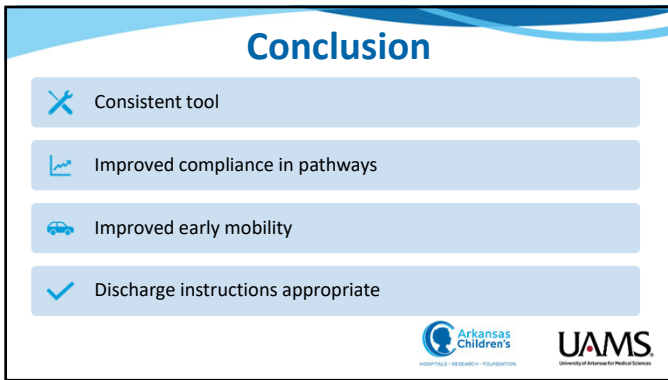 Conclusion
Consistent tool
Improved compliance in pathways
Improved early mobility
Discharge instructions appropriate
Arkansas
Children's
HOSPITALS • RESEARCH • FOUNDATION
UAMS.
University of Arkansas for Medical Sciences